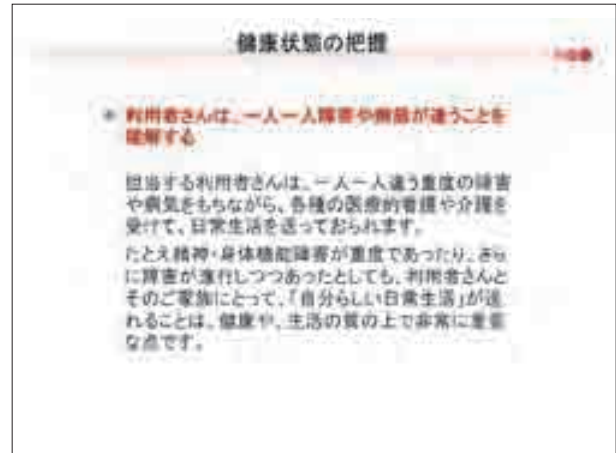 健康状態の把握
利用者さんは、一人一人障害や病態が違うことを
理解する
担当する利用者さんは、一人一人違う重度の障害
や病気をもちながら、各種の医療的看護や介護を
受けて、日常生活を送っておられます。
たとえ精神・身体機能障害が重度であったり、さら
に障害が進行しつつあったとしても、利用者さんと
そのご家族にとって、「自分らしい日常生活」が送
れることは、健康や、生活の質の上で非常に重要
な点です。